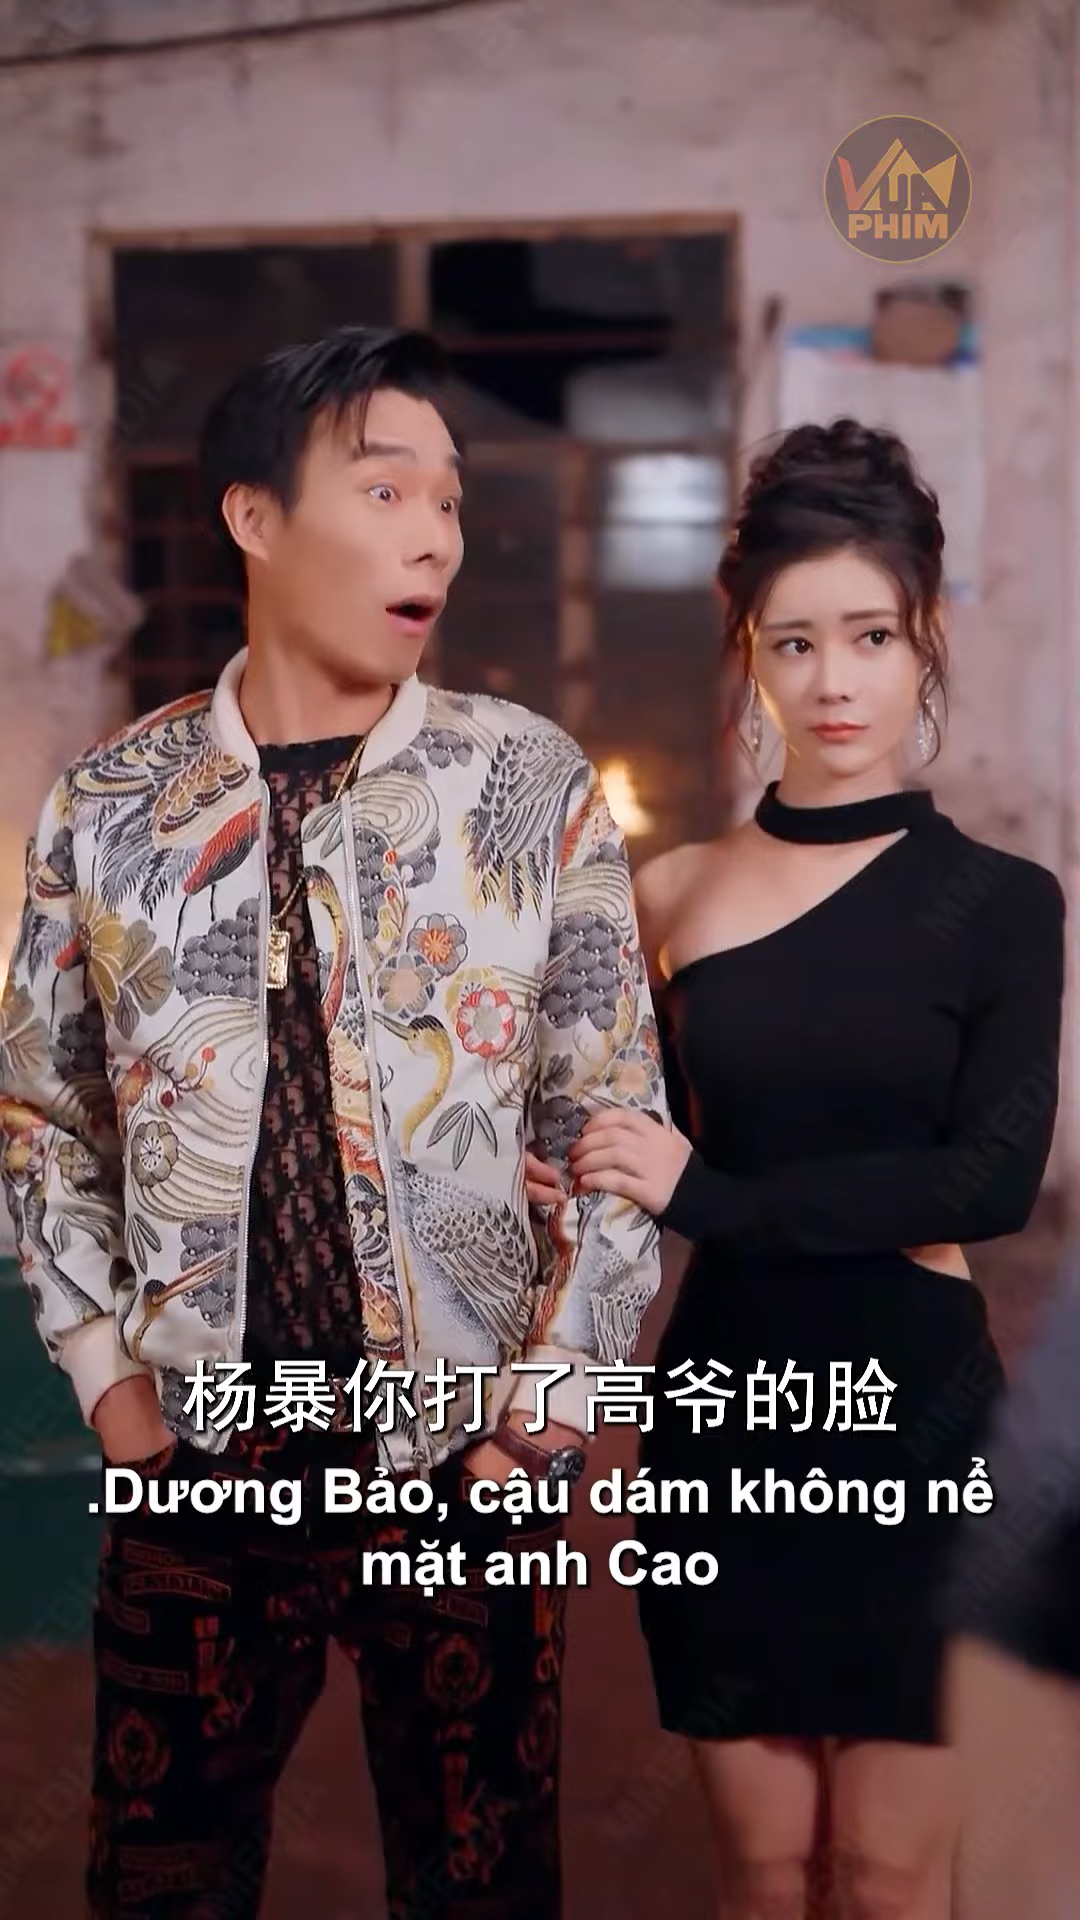 VUA
PHIM
杨暴你打了高爷的脸
.Dương Bảo, cậu dám không nể
mặt anh Cao